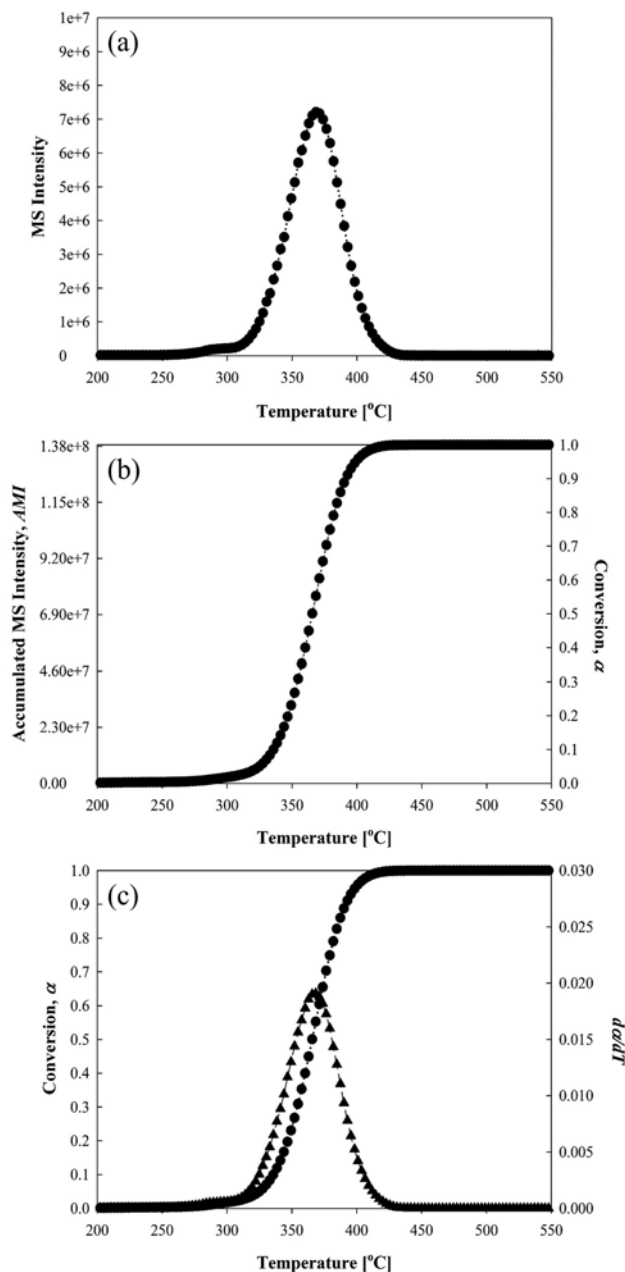 (a)
MS Intensity
1e+7
9e+6
8e+6
7e+6
6e+6
5e+6
4e+6
3e+6
2e+6
1e+6
0
200 250 300 350 400 450 500 550
Temperature [°C]
(b)
Accumulated MS Intensity, AMI
1.38e+8
1.15e+8
9.20e+7
6.90e+7
4.60e+7
2.30e+7
0.00
1.0
0.9
0.8
0.7
0.6
0.5
0.4
0.3
0.2
0.1
0.0
Conversion, α
200 250 300 350 400 450 500 550
Temperature [°C]
(c)
Conversion, α
1.0
0.9
0.8
0.7
0.6
0.5
0.4
0.3
0.2
0.1
0.0
0.030
0.025
0.020
0.015
0.010
0.005
0.000
dα/dT
200 250 300 350 400 450 500 550
Temperature [°C]